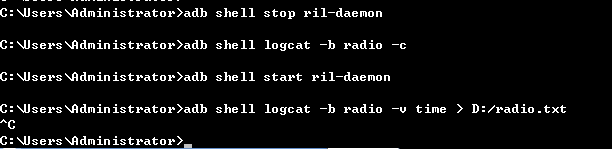 C:\Users\Administrator>adb shell stop ril-daemon
C:\Users\Administrator>adb shell logcat -b radio -c
C:\Users\Administrator>adb shell start ril-daemon
C:\Users\Administrator>adb shell logcat -b radio -v time > D:/radio.txt
^C
C:\Users\Administrator>